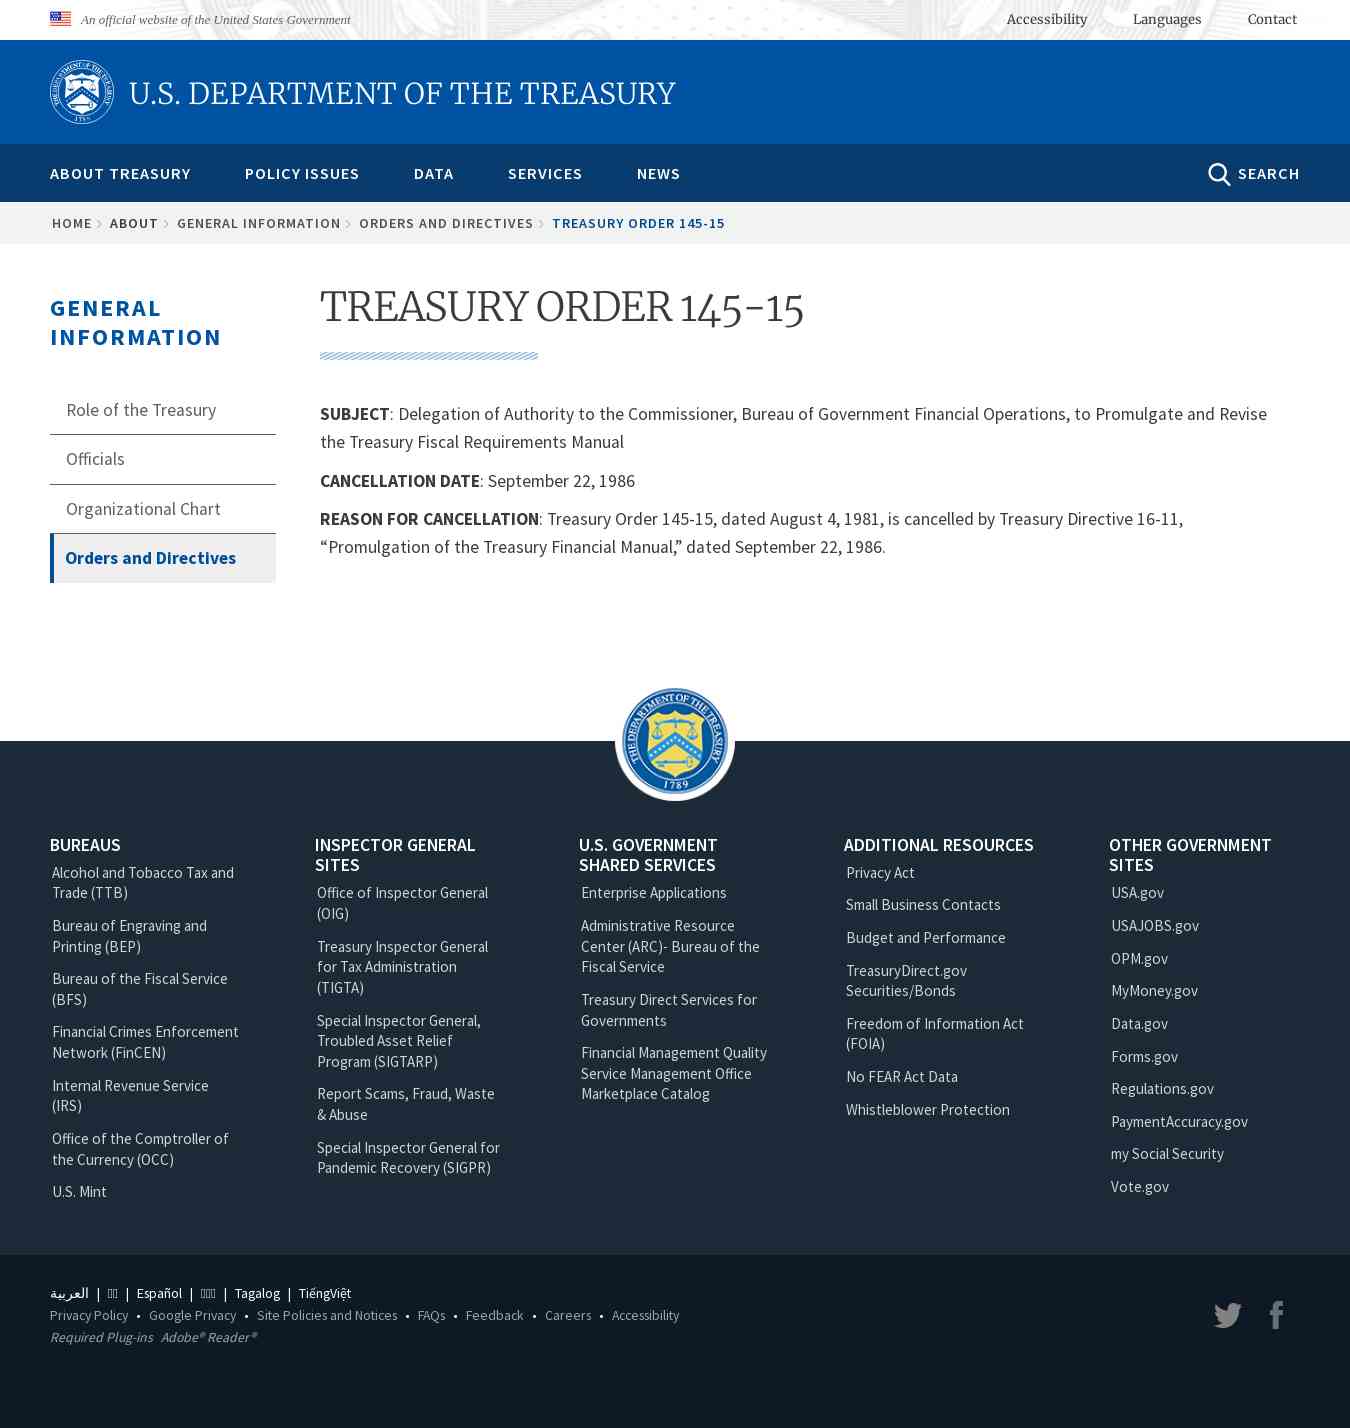 An official website of the United States Government
Accessibility Languages Contact
U.S. DEPARTMENT OF THE TREASURY
ABOUT TREASURY POLICY ISSUES DATA SERVICES NEWS SEARCH
HOME ABOUT GENERAL INFORMATION ORDERS AND DIRECTIVES TREASURY ORDER 145-15
GENERAL
INFORMATION
Role of the Treasury
Officials
Organizational Chart
Orders and Directives
TREASURY ORDER 145-15
SUBJECT: Delegation of Authority to the Commissioner, Bureau of Government Financial Operations, to Promulgate and Revise
the Treasury Fiscal Requirements Manual
CANCELLATION DATE: September 22, 1986
REASON FOR CANCELLATION: Treasury Order 145-15, dated August 4, 1981, is cancelled by Treasury Directive 16-11,
“Promulgation of the Treasury Financial Manual,” dated September 22, 1986.
THE DEPARTMENT OF THE TREASURY
1789
BUREAUS
Alcohol and Tobacco Tax and
Trade (TTB)
Bureau of Engraving and
Printing (BEP)
Bureau of the Fiscal Service
(BFS)
Financial Crimes Enforcement
Network (FinCEN)
Internal Revenue Service
(IRS)
Office of the Comptroller of
the Currency (OCC)
U.S. Mint
INSPECTOR GENERAL
SITES
Office of Inspector General
(OIG)
Treasury Inspector General
for Tax Administration
(TIGTA)
Special Inspector General,
Troubled Asset Relief
Program (SIGTARP)
Report Scams, Fraud, Waste
& Abuse
Special Inspector General for
Pandemic Recovery (SIGPR)
U.S. GOVERNMENT
SHARED SERVICES
Enterprise Applications
Administrative Resource
Center (ARC)- Bureau of the
Fiscal Service
Treasury Direct Services for
Governments
Financial Management Quality
Service Management Office
Marketplace Catalog
ADDITIONAL RESOURCES
Privacy Act
Small Business Contacts
Budget and Performance
TreasuryDirect.gov
Securities/Bonds
Freedom of Information Act
(FOIA)
No FEAR Act Data
Whistleblower Protection
OTHER GOVERNMENT
SITES
USA.gov
USAJOBS.gov
OPM.gov
MyMoney.gov
Data.gov
Forms.gov
Regulations.gov
PaymentAccuracy.gov
my Social Security
Vote.gov
العربية | | Español | | Tagalog | TiếngViệt
Privacy Policy • Google Privacy • Site Policies and Notices • FAQs • Feedback • Careers • Accessibility
Required Plug-ins Adobe® Reader®